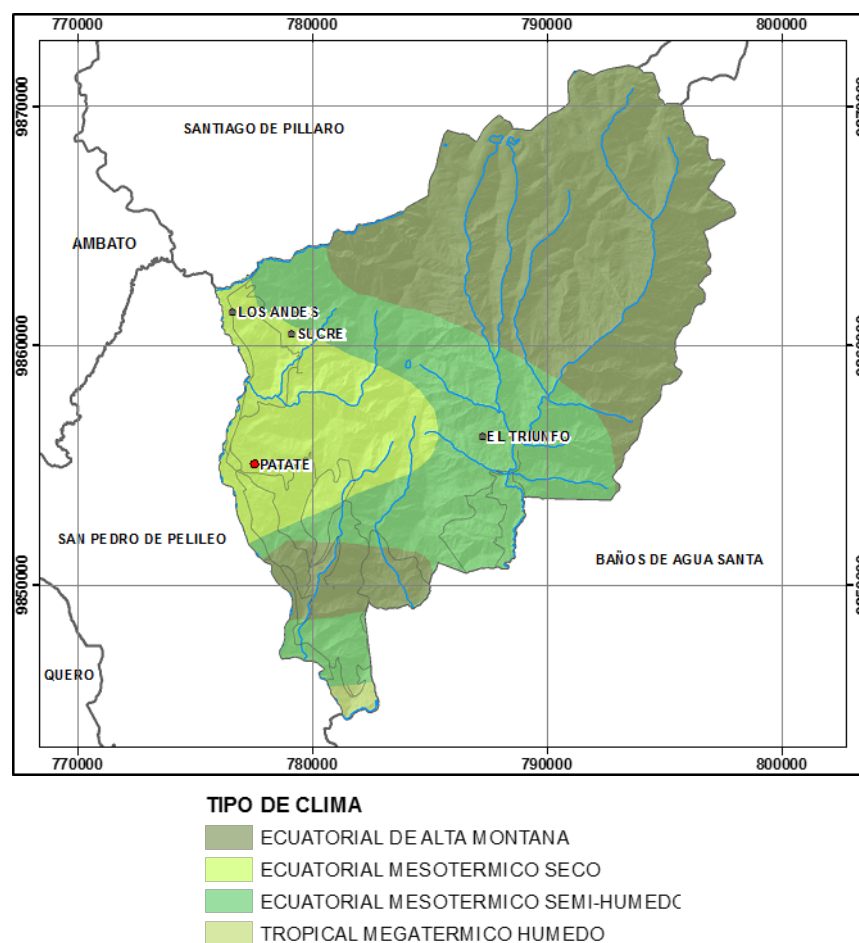 770000 780000 790000 800000
9870000
SANTIAGO DE PILLARO
AMBATO
LOS ANDES
SUCRE
9860000
EL TRIUNFO
PATATE
SAN PEDRO DE PELILEO
BAÑOS DE AGUA SANTA
9850000
QUERO
770000 780000 790000 800000
TIPO DE CLIMA
ECUATORIAL DE ALTA MONTANA
ECUATORIAL MESOTERMICO SECO
ECUATORIAL MESOTERMICO SEMI-HUMEDO
TROPICAL MEGATERMICO HUMEDO